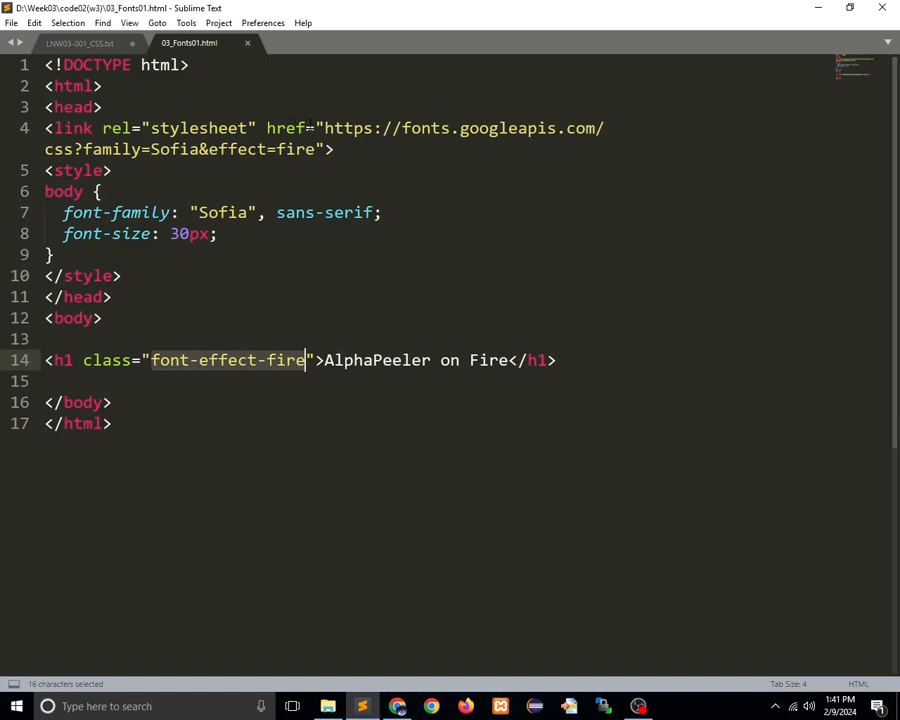 D:\Week03\code02(w3)\03_Fonts01.html - Sublime Text
File Edit Selection Find View Goto Tools Project Preferences Help
LNW03-001_CSS.txt 03_Fonts01.html
1 <!DOCTYPE html>
2 <html>
3 <head>
4 <link rel="stylesheet" href="https://fonts.googleapis.com/
css?family=Sofia&effect=fire">
5 <style>
6 body {
7 font-family: "Sofia", sans-serif;
8 font-size: 30px;
9 }
10 </style>
11 </head>
12 <body>
13
14 <h1 class="font-effect-fire">AlphaPeeler on Fire</h1>
15
16 </body>
17 </html>
16 characters selected Tab Size: 4 HTML
Type here to search
1:41 PM
2/9/2024
1